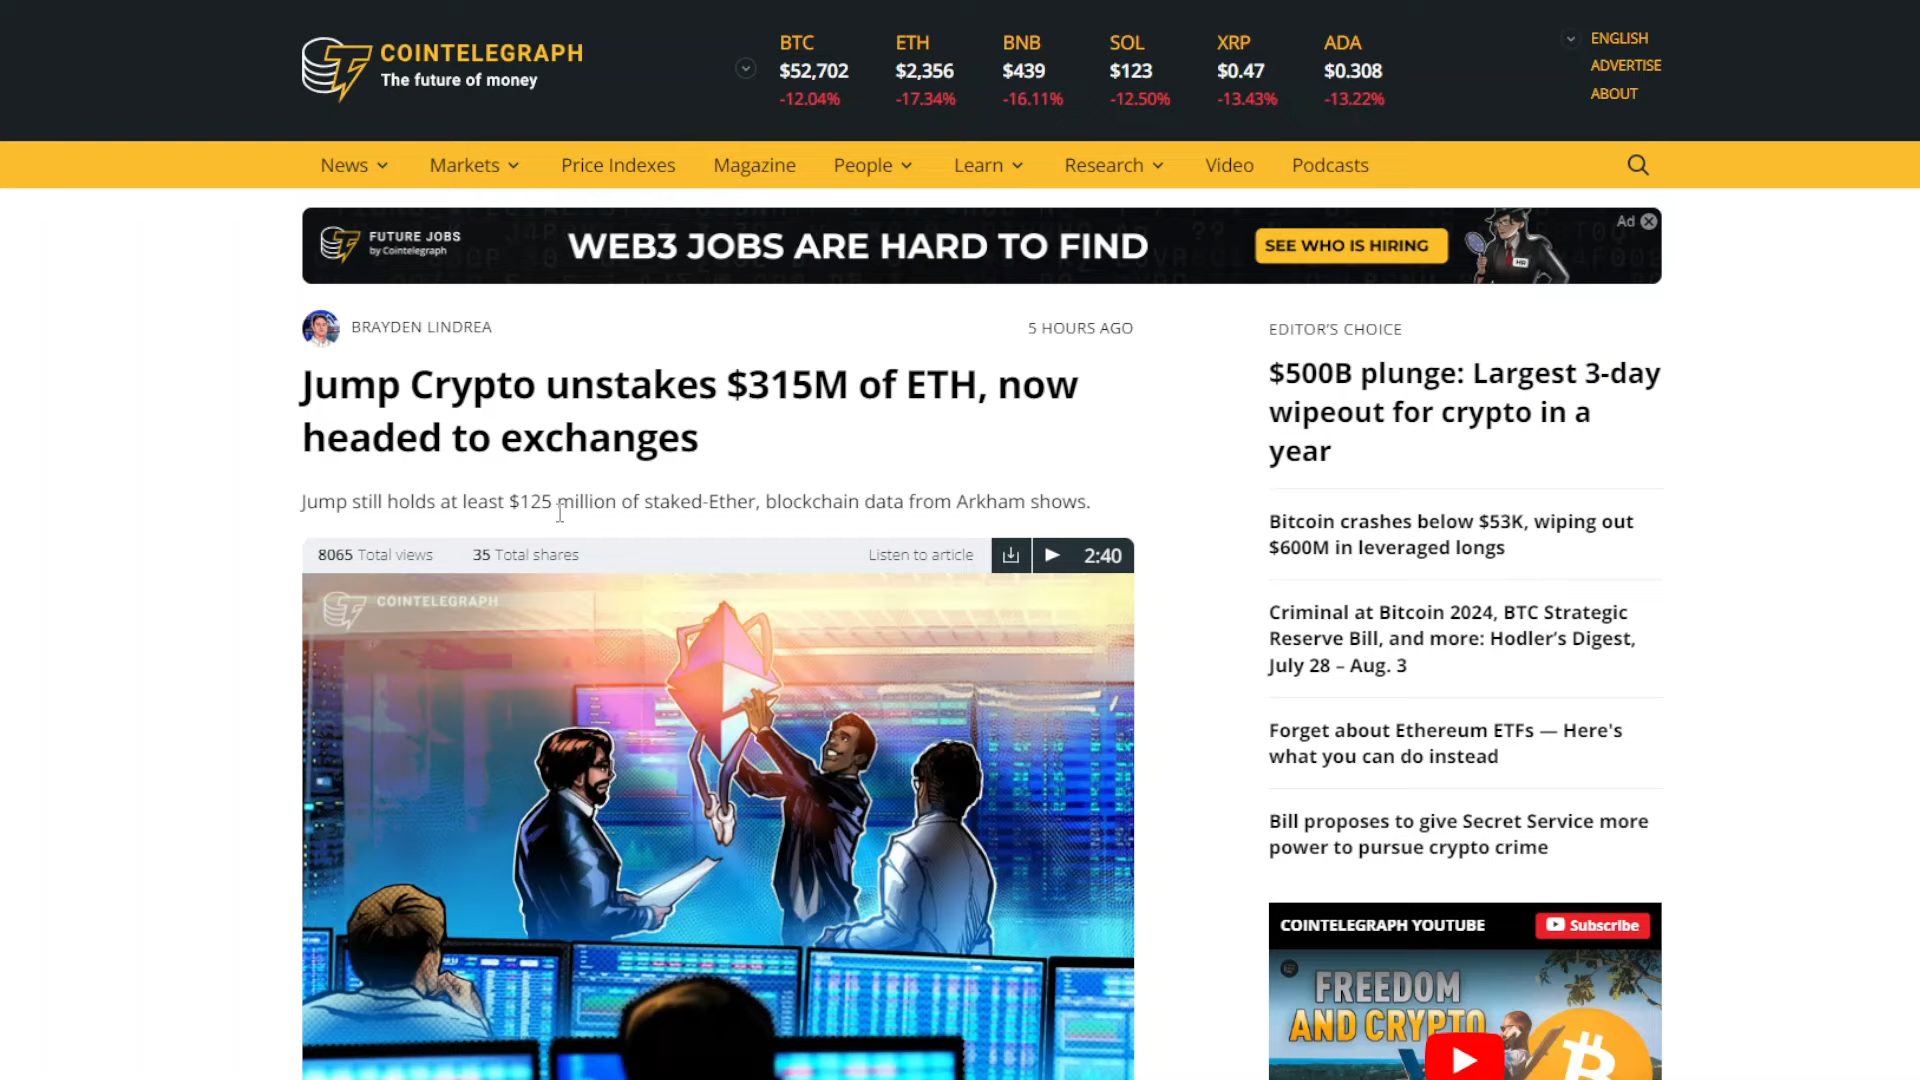 COINTELEGRAPH
The future of money
BTC
$52,702
-12.04%
ETH
$2,356
-17.34%
BNB
$439
-16.11%
SOL
$123
-12.50%
XRP
$0.47
-13.43%
ADA
$0.308
-13.22%
ENGLISH
ADVERTISE
ABOUT
News
Markets
Price Indexes
Magazine
People
Learn
Research
Video
Podcasts
FUTURE JOBS
by Cointelegraph
WEB3 JOBS ARE HARD TO FIND
SEE WHO IS HIRING
HR
Ad
BRAYDEN LINDREA
5 HOURS AGO
Jump Crypto unstakes $315M of ETH, now
headed to exchanges
Jump still holds at least $125 million of staked-Ether, blockchain data from Arkham shows.
8065 Total views
35 Total shares
Listen to article
2:40
COINTELEGRAPH
EDITOR'S CHOICE
$500B plunge: Largest 3-day
wipeout for crypto in a
year
Bitcoin crashes below $53K, wiping out
$600M in leveraged longs
Criminal at Bitcoin 2024, BTC Strategic
Reserve Bill, and more: Hodler’s Digest,
July 28 – Aug. 3
Forget about Ethereum ETFs — Here's
what you can do instead
Bill proposes to give Secret Service more
power to pursue crypto crime
COINTELEGRAPH YOUTUBE
Subscribe
FREEDOM
AND CRYPTO